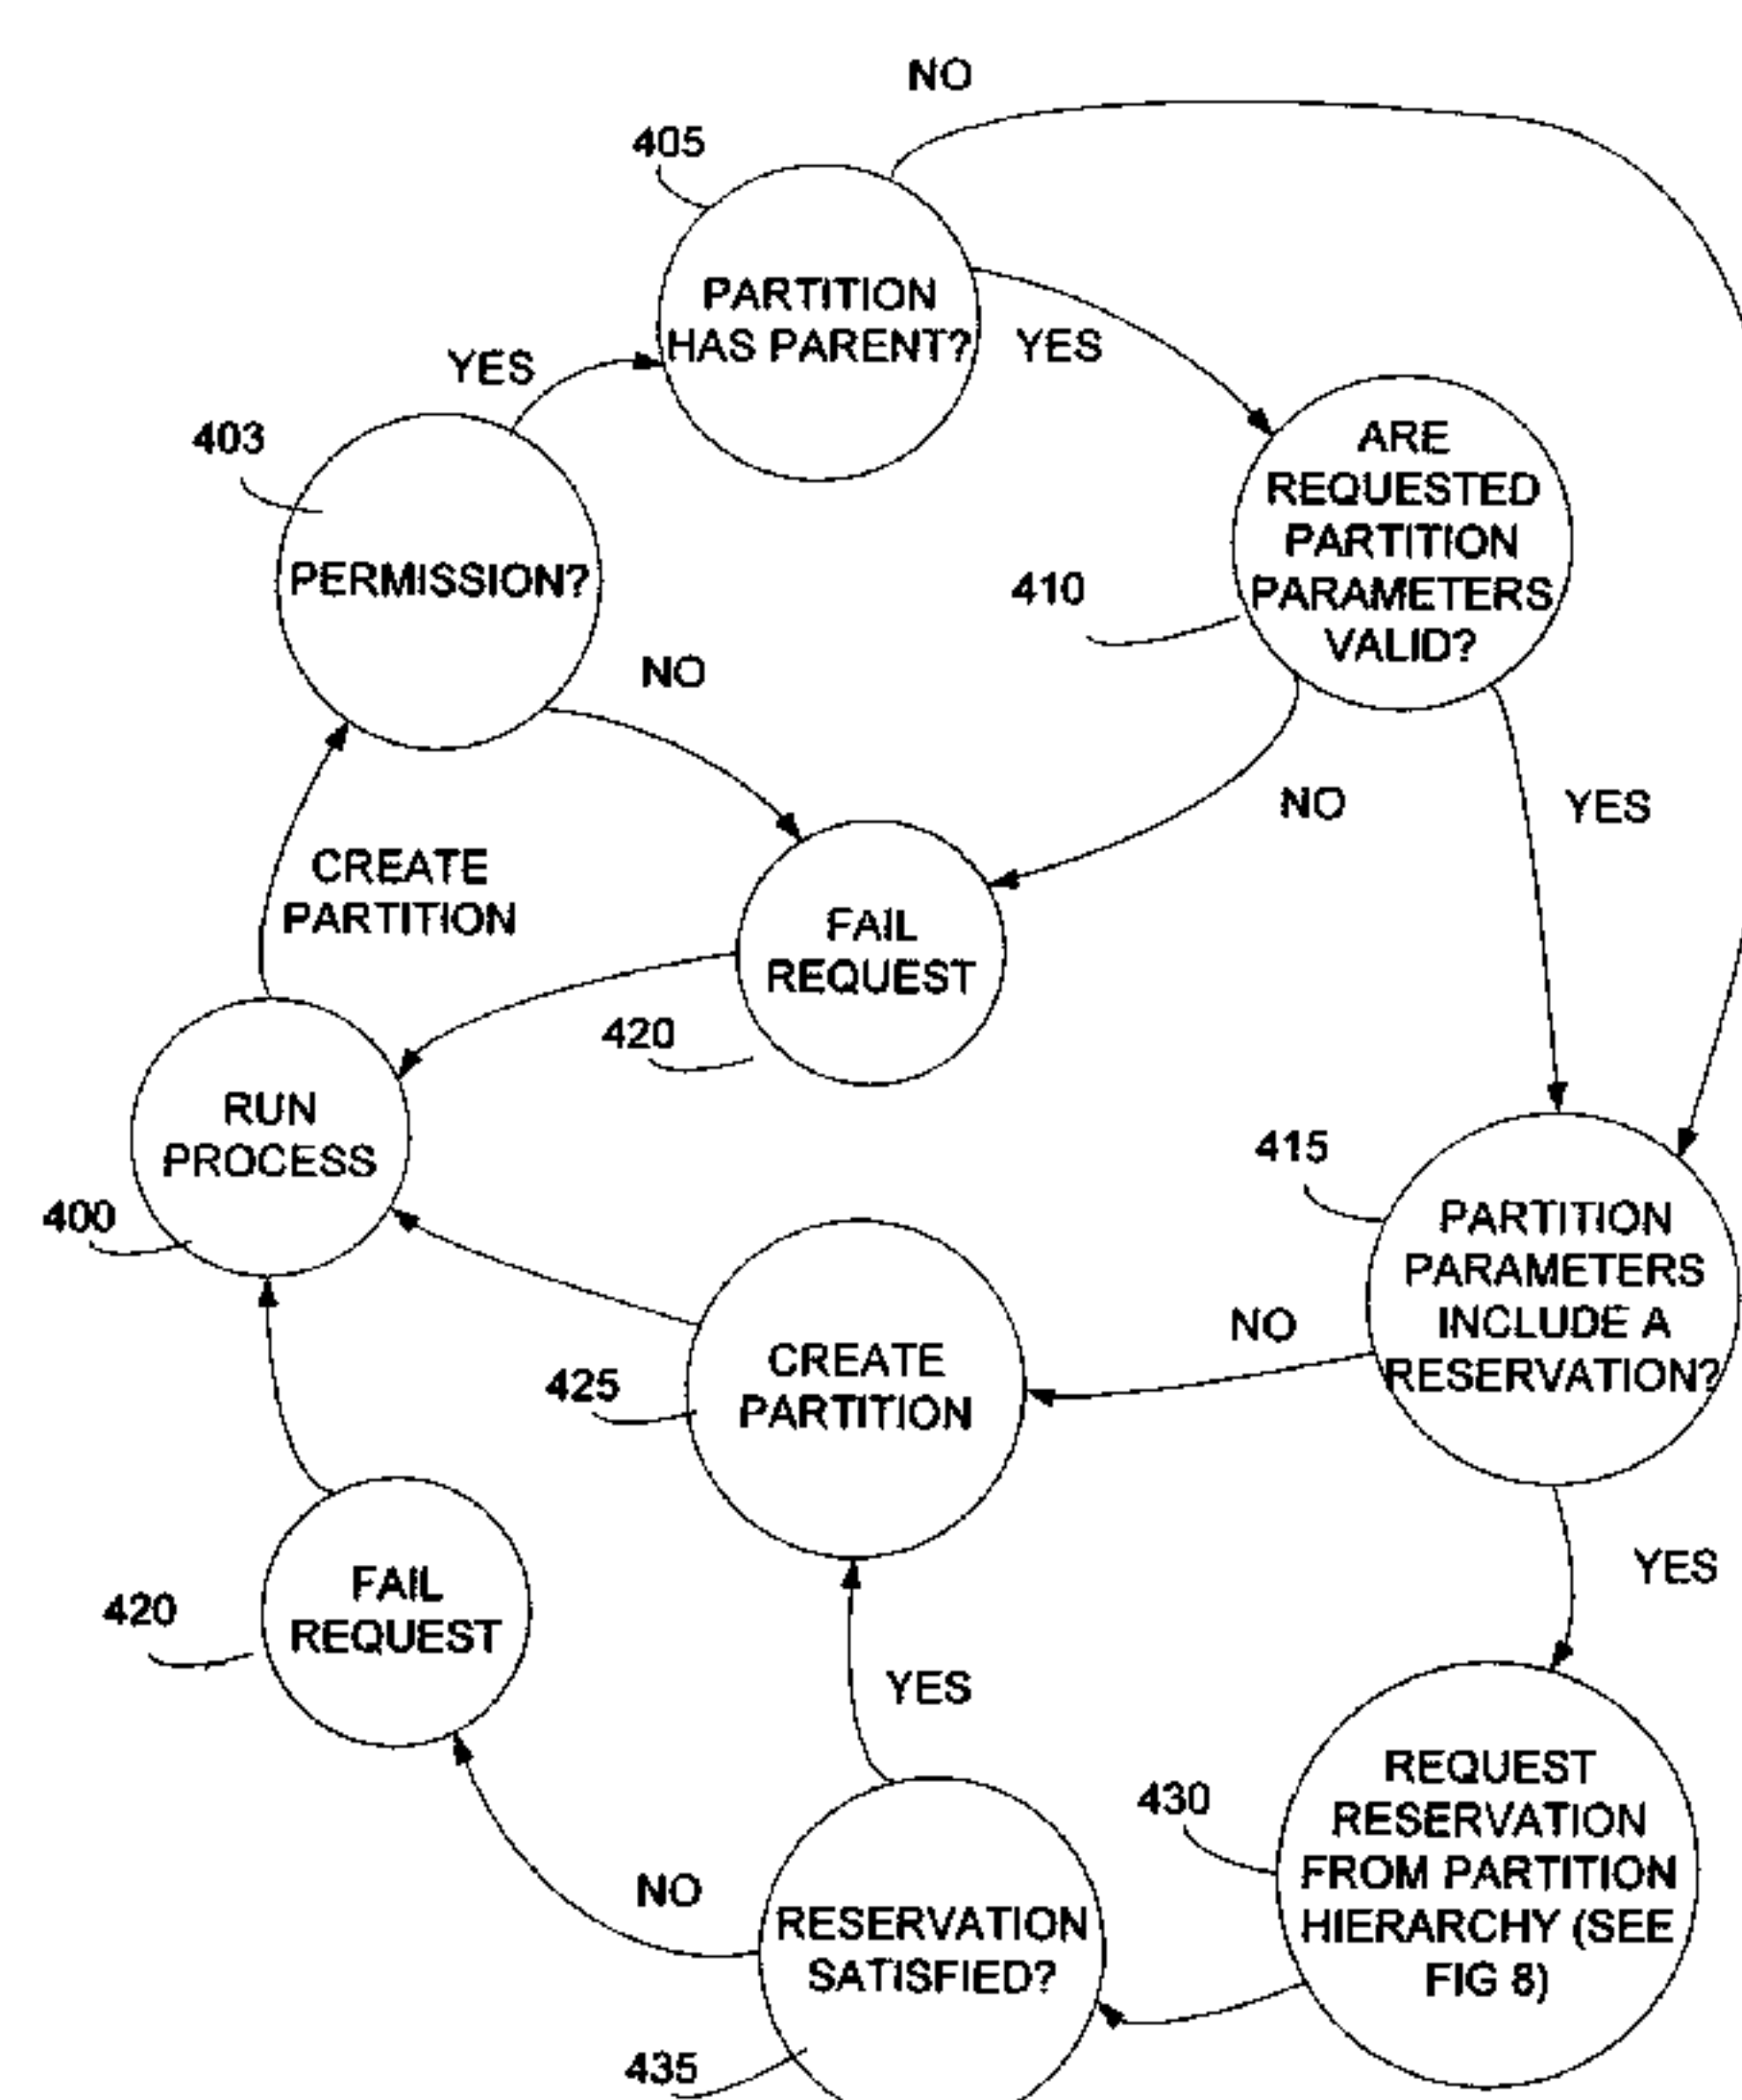 NO
405
PARTITION
HAS PARENT?
YES
YES
403
PERMISSION?
ARE
REQUESTED
PARTITION
PARAMETERS
VALID?
410
NO
NO
YES
CREATE
PARTITION
FAIL
REQUEST
420
RUN
PROCESS
400
415
PARTITION
PARAMETERS
INCLUDE A
RESERVATION?
NO
CREATE
PARTITION
425
YES
FAIL
REQUEST
420
YES
REQUEST
RESERVATION
FROM PARTITION
HIERARCHY (SEE
FIG 8)
430
NO
RESERVATION
SATISFIED?
435